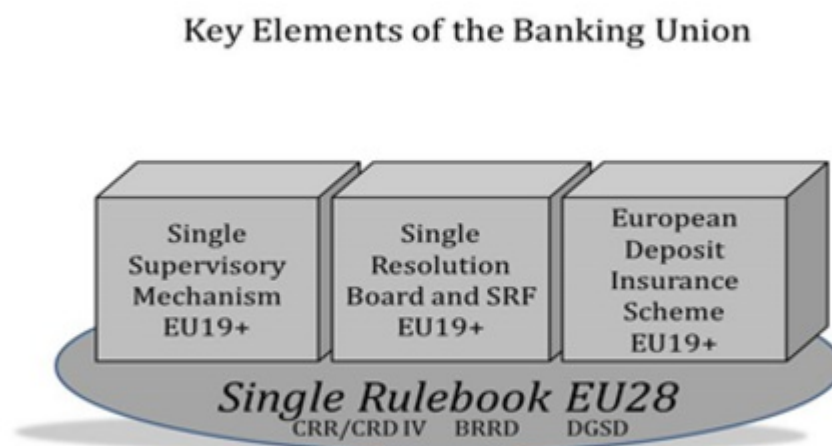 Key Elements of the Banking Union
Single
Supervisory
Mechanism
EU19+
Single
Resolution
Board and SRF
EU19+
European
Deposit
Insurance
Scheme
EU19+
Single Rulebook EU28
CRR/CRD IV BRRD DGSD